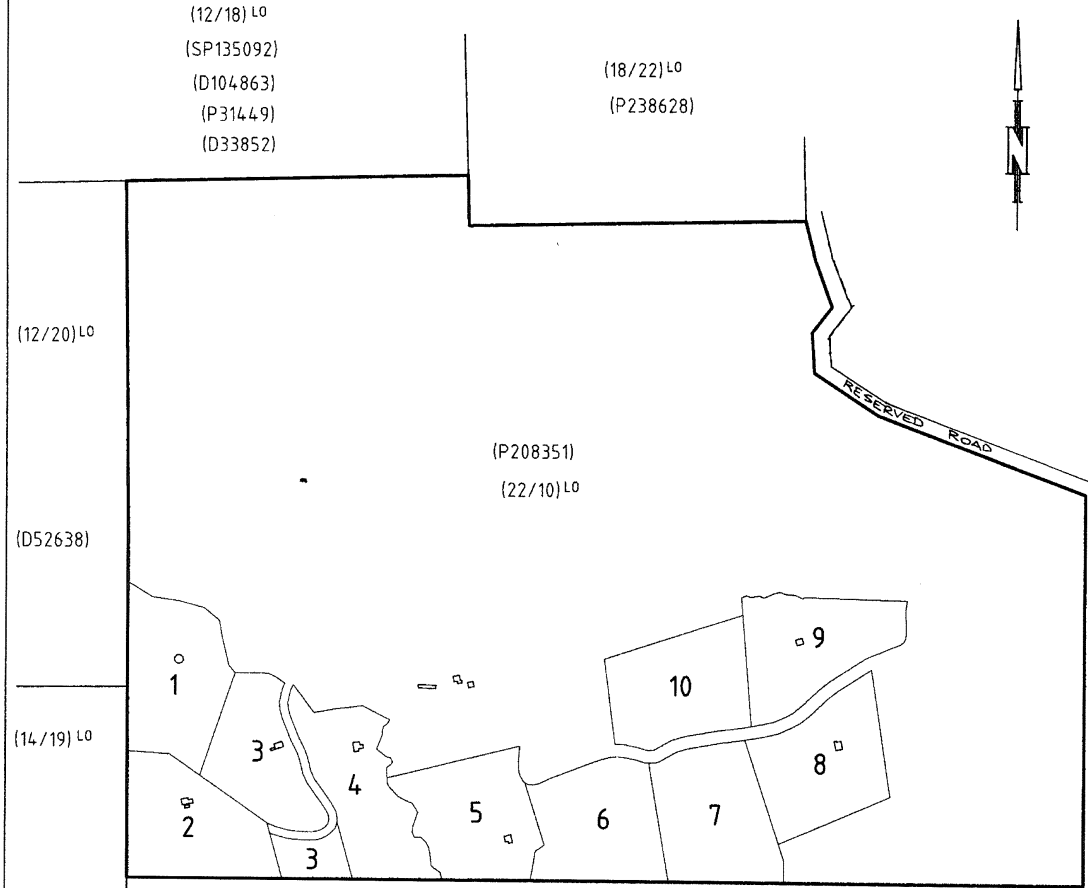 (12/18) LO
(SP135092)
(D104863)
(P31449)
(D33852)
(18/22) LO
(P238628)
N
(12/20) LO
RESERVED ROAD
(P208351)
(22/10) LO
(D52638)
9
1
10
(14/19) LO
3
8
4
5
7
6
2
3